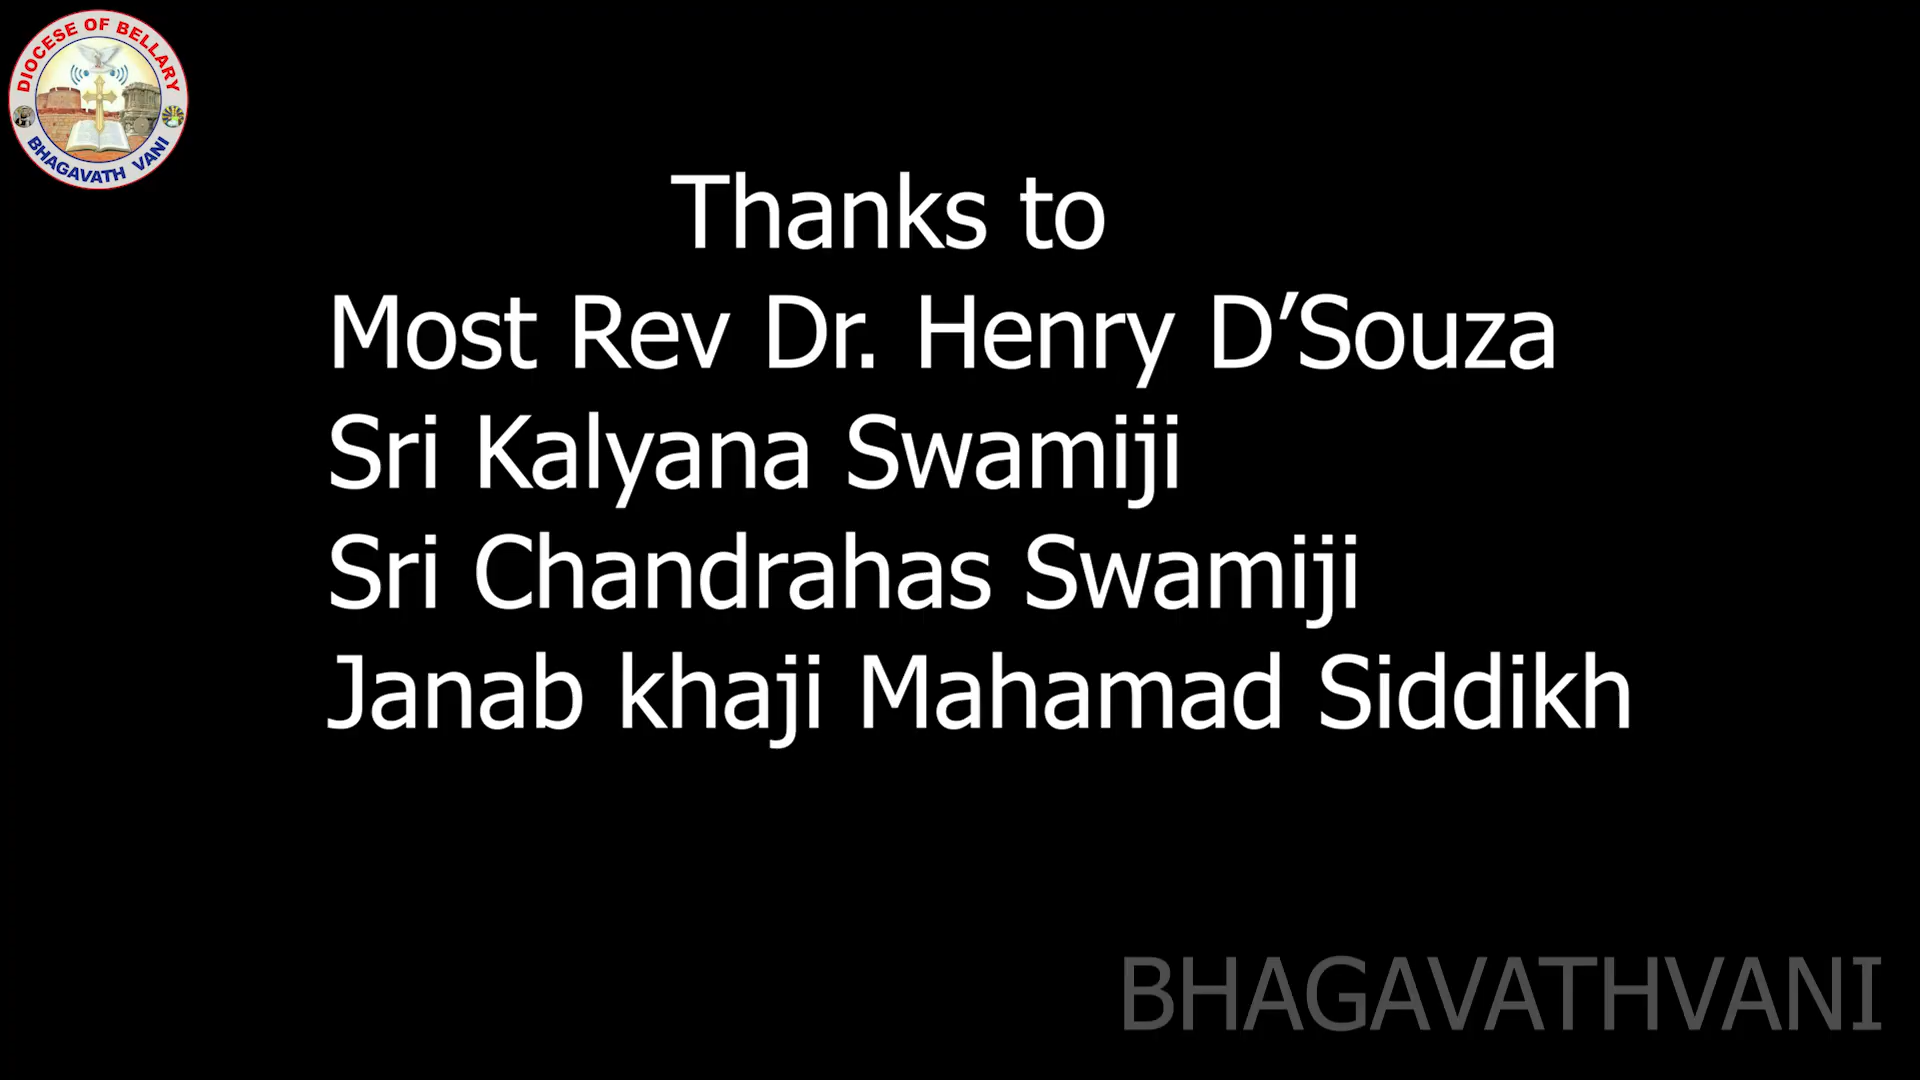 DIOCESE OF BELLARY
BHAGAVATH VANI
Thanks to
Most Rev Dr. Henry D’Souza
Sri Kalyana Swamiji
Sri Chandrahas Swamiji
Janab khaji Mahamad Siddikh
BHAGAVATHVANI